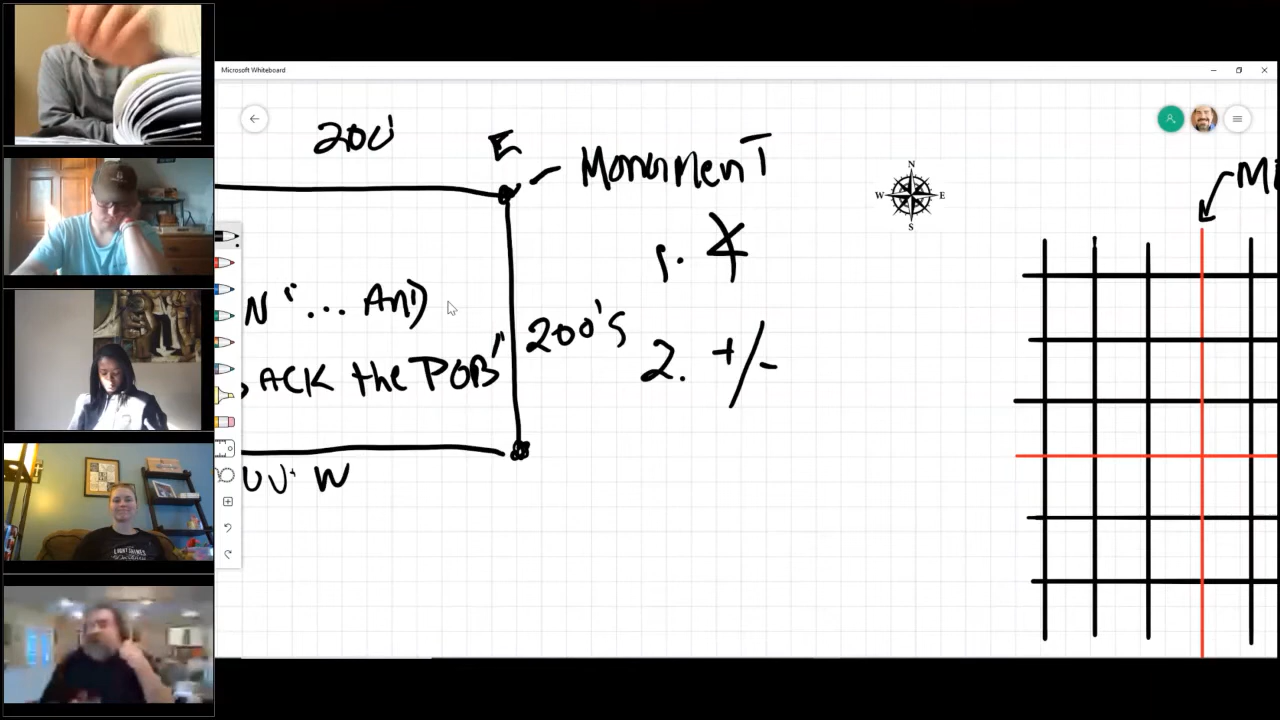 Microsoft Whiteboard
200'
E
Monument
N
W
E
S
1. ∡
N "... AND
200's
2. +/-
ACK the POB"
W